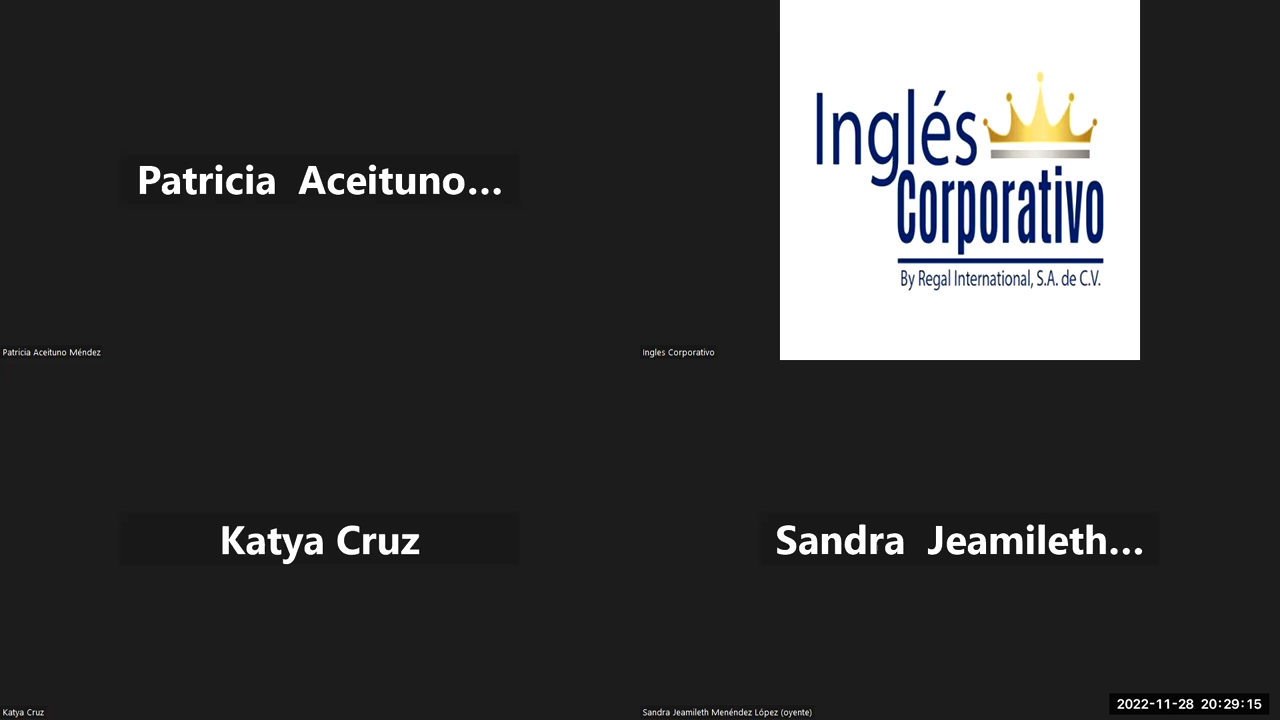 Patricia Aceituno...
Inglés
Corporativo
By Regal International, S.A. de C.V.
Patricia Aceituno Méndez
Ingles Corporativo
Katya Cruz
Sandra Jeamileth...
Katya Cruz
Sandra Jeamileth Menéndez López (oyente)
2022-11-28 20:29:15